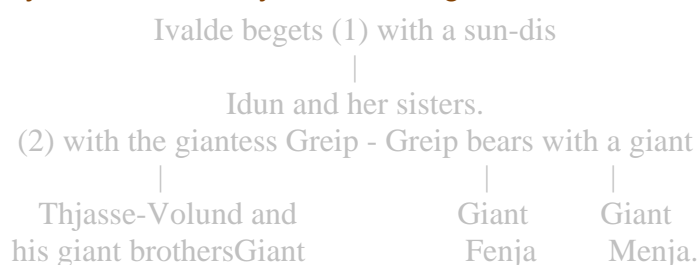 Ivalde begets (1) with a sun-dis
|
Idun and her sisters.
(2) with the giantess Greip - Greip bears with a giant
| | |
Thjasse-Volund and Giant Giant
his giant brothersGiant Fenja Menja.